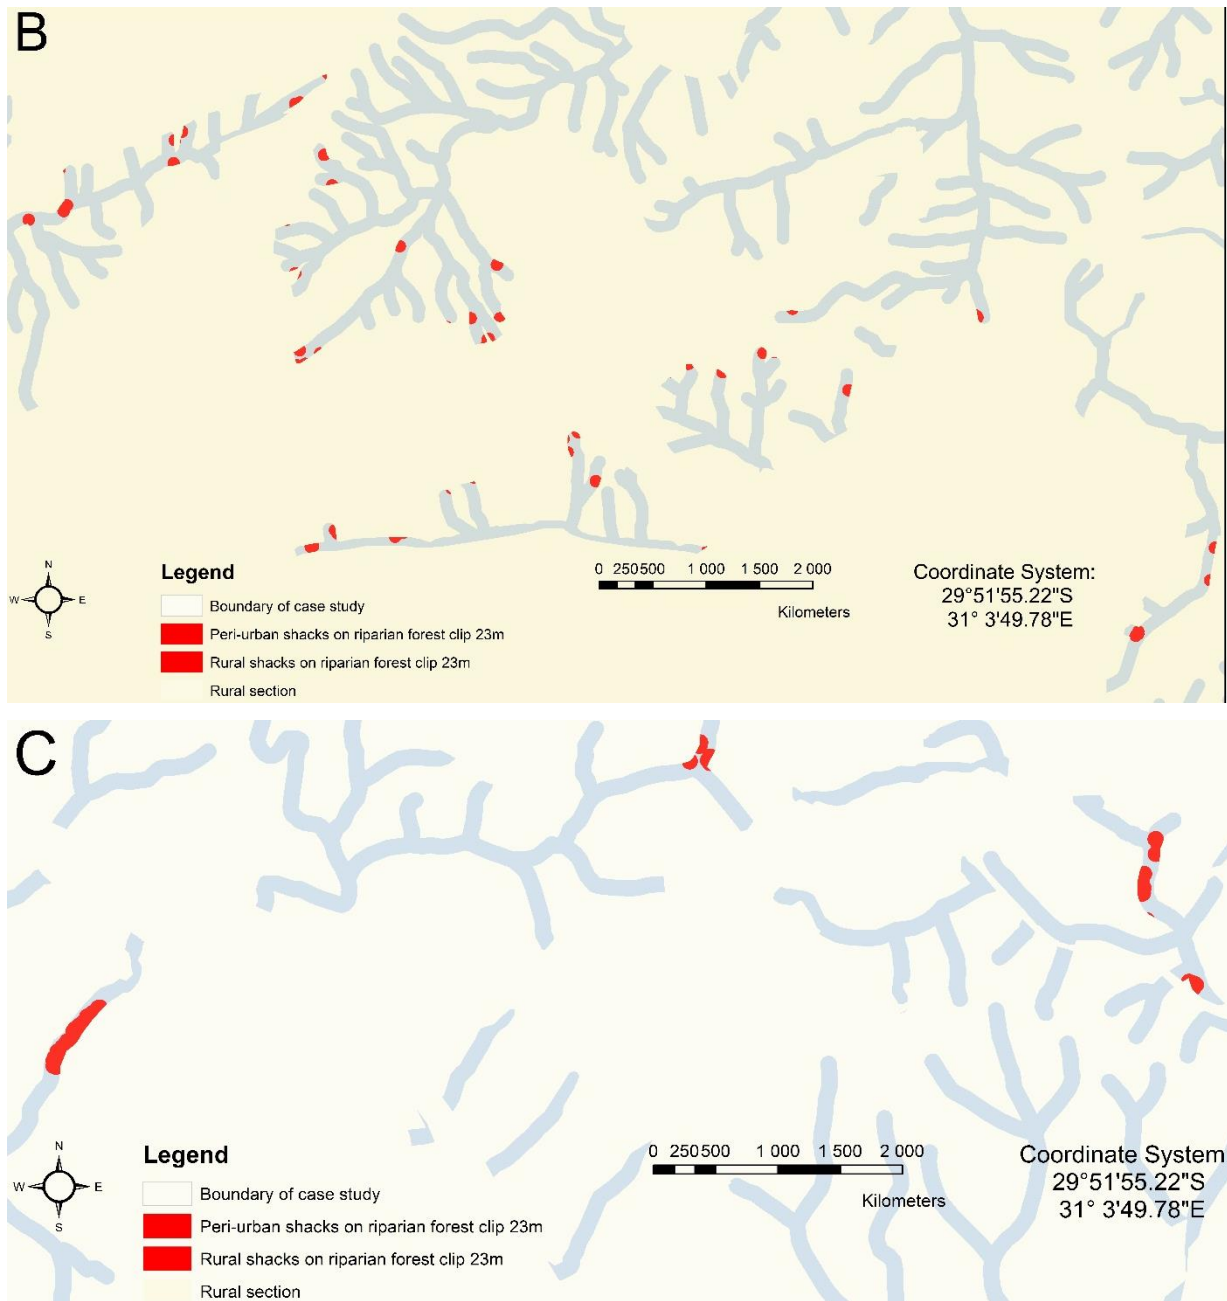 B
N
W E
S
Legend
Boundary of case study
Peri-urban shacks on riparian forest clip 23m
Rural shacks on riparian forest clip 23m
Rural section
0 250500 1 000 1 500 2 000
Kilometers
Coordinate System:
29°51'55.22"S
31° 3'49.78"E
C
N
W E
S
Legend
Boundary of case study
Peri-urban shacks on riparian forest clip 23m
Rural shacks on riparian forest clip 23m
Rural section
0 250500 1 000 1 500 2 000
Kilometers
Coordinate System
29°51'55.22"S
31° 3'49.78"E